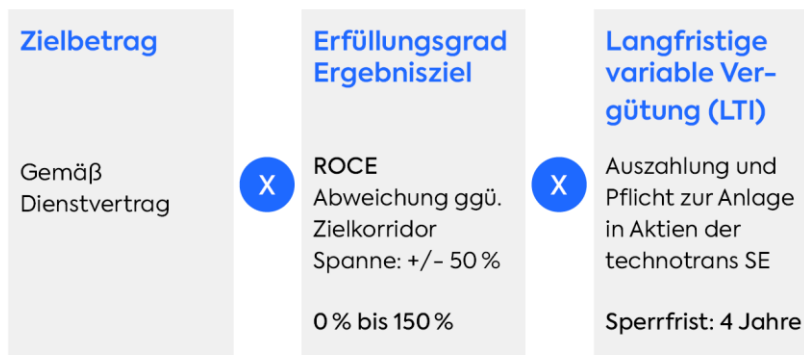 Zielbetrag
Gemäß
Dienstvertrag
X
Erfüllungsgrad
Ergebnisziel
ROCE
Abweichung ggü.
Zielkorridor
Spanne: +/- 50 %
0 % bis 150 %
X
Langfristige
variable Ver-
gütung (LTI)
Auszahlung und
Pflicht zur Anlage
in Aktien der
technotrans SE
Sperrfrist: 4 Jahre